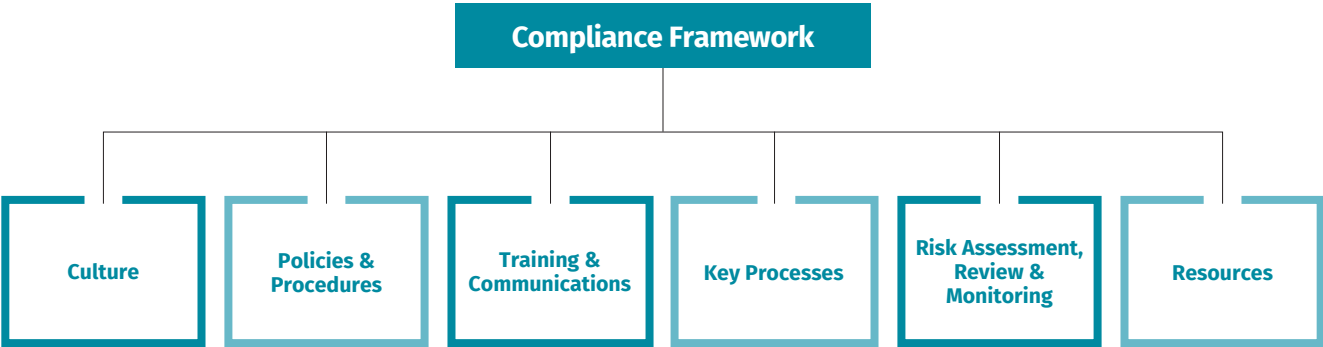 Compliance Framework
Culture
Policies &
Procedures
Training &
Communications
Key Processes
Risk Assessment,
Review &
Monitoring
Resources